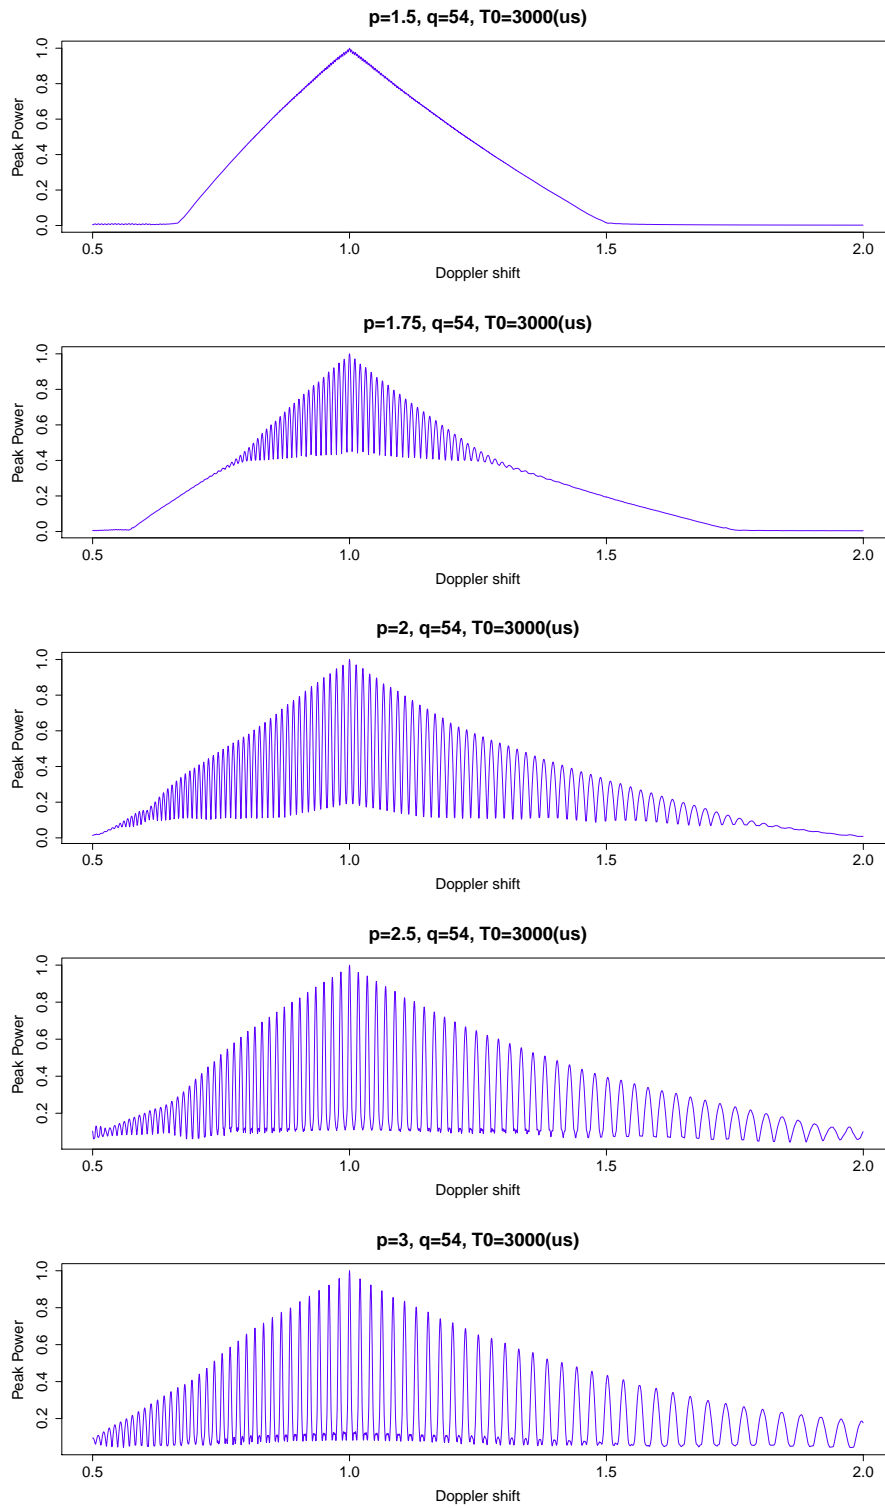 p=1.5, q=54, T0=3000(us)
Peak Power
0.0 0.2 0.4 0.6 0.8 1.0
0.5 1.0 1.5 2.0
Doppler shift
p=1.75, q=54, T0=3000(us)
Peak Power
0.0 0.2 0.4 0.6 0.8 1.0
0.5 1.0 1.5 2.0
Doppler shift
p=2, q=54, T0=3000(us)
Peak Power
0.0 0.2 0.4 0.6 0.8 1.0
0.5 1.0 1.5 2.0
Doppler shift
p=2.5, q=54, T0=3000(us)
Peak Power
0.2 0.4 0.6 0.8 1.0
0.5 1.0 1.5 2.0
Doppler shift
p=3, q=54, T0=3000(us)
Peak Power
0.2 0.4 0.6 0.8 1.0
0.5 1.0 1.5 2.0
Doppler shift